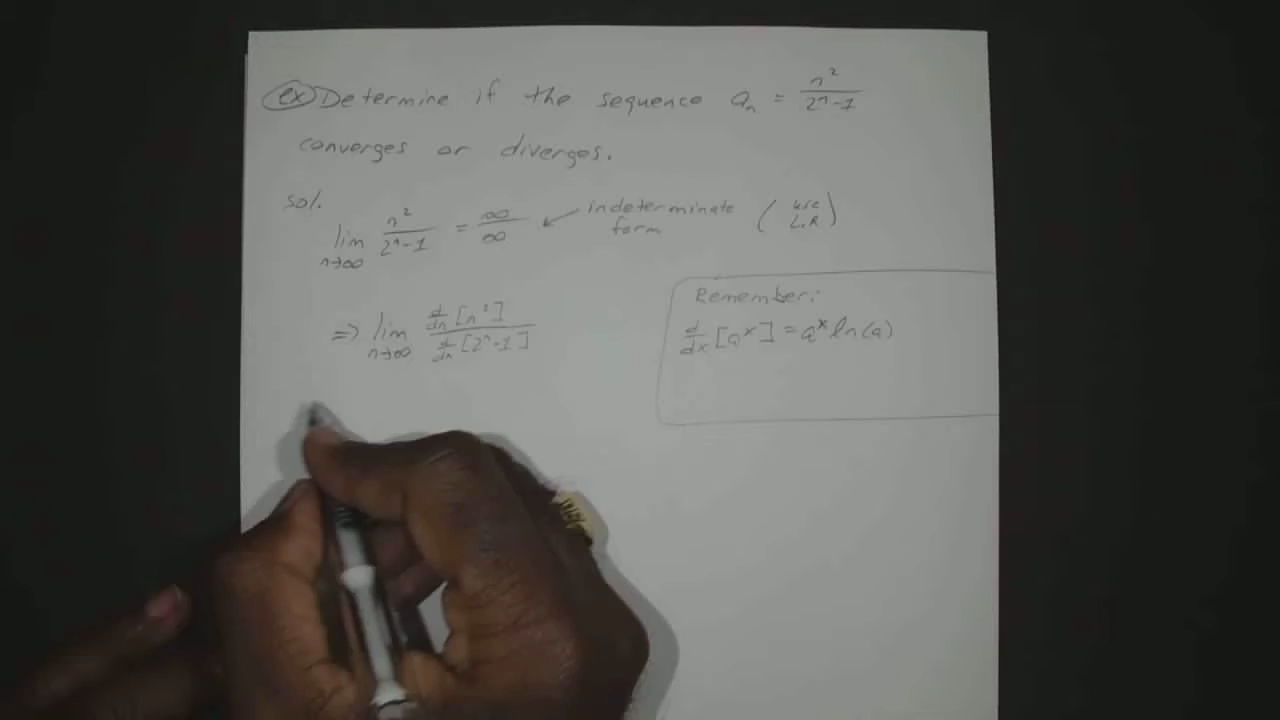 ex Determine if the sequence aₙ = n²/(2ⁿ-1)
converges or diverges.
sol.
lim n→∞ n²/(2ⁿ-1) = ∞/∞ ← indeterminate form (use L.R)
⇒ lim n→∞ d/dn[n²] / d/dn[2ⁿ-1]
Remember:
d/dx[aˣ] = aˣ ln(a)